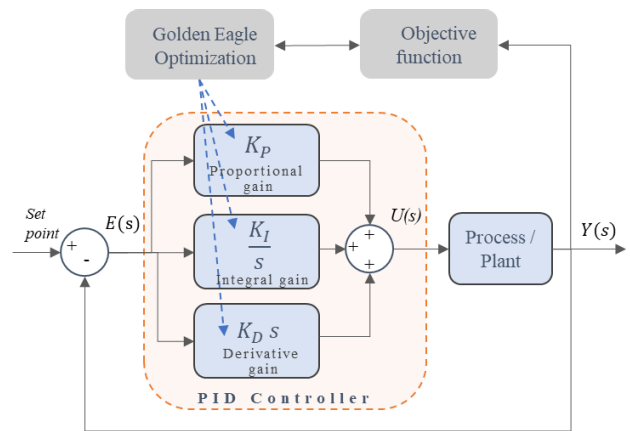 Golden Eagle
Optimization
Objective
function
K_P
Proportional
gain
Set
point
E(s)
+
-
K_I
s
Integral gain
+
+
+
U(s)
Process /
Plant
Y(s)
K_D s
Derivative
gain
PID Controller